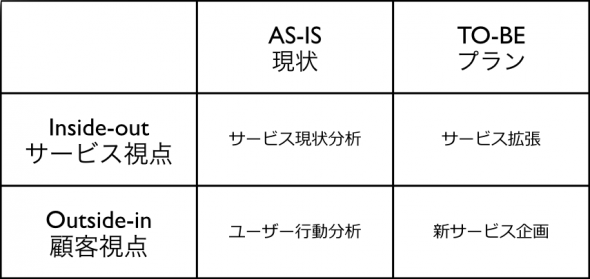 AS-IS
現状
TO-BE
プラン
Inside-out
サービス視点
サービス現状分析
サービス拡張
Outside-in
顧客視点
ユーザー行動分析
新サービス企画